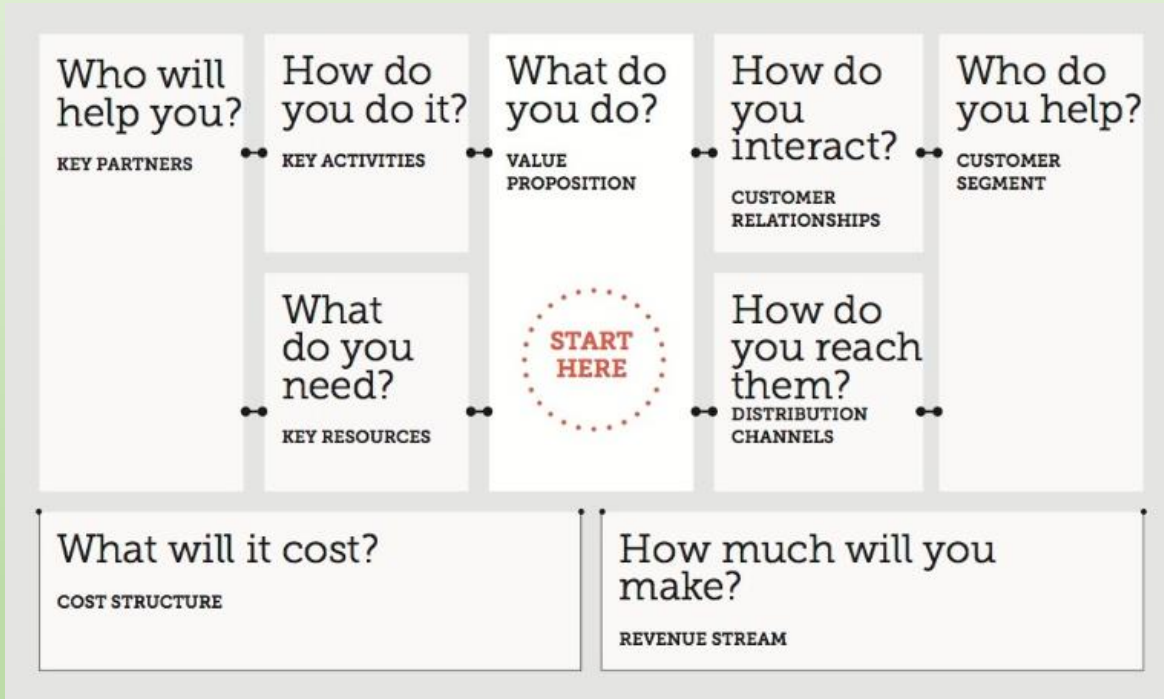 Who will
help you?
KEY PARTNERS
How do
you do it?
KEY ACTIVITIES
What
do you
need?
KEY RESOURCES
What do
you do?
VALUE
PROPOSITION
START
HERE
How do
you
interact?
CUSTOMER
RELATIONSHIPS
How do
you reach
them?
DISTRIBUTION
CHANNELS
Who do
you help?
CUSTOMER
SEGMENT
What will it cost?
COST STRUCTURE
How much will you
make?
REVENUE STREAM